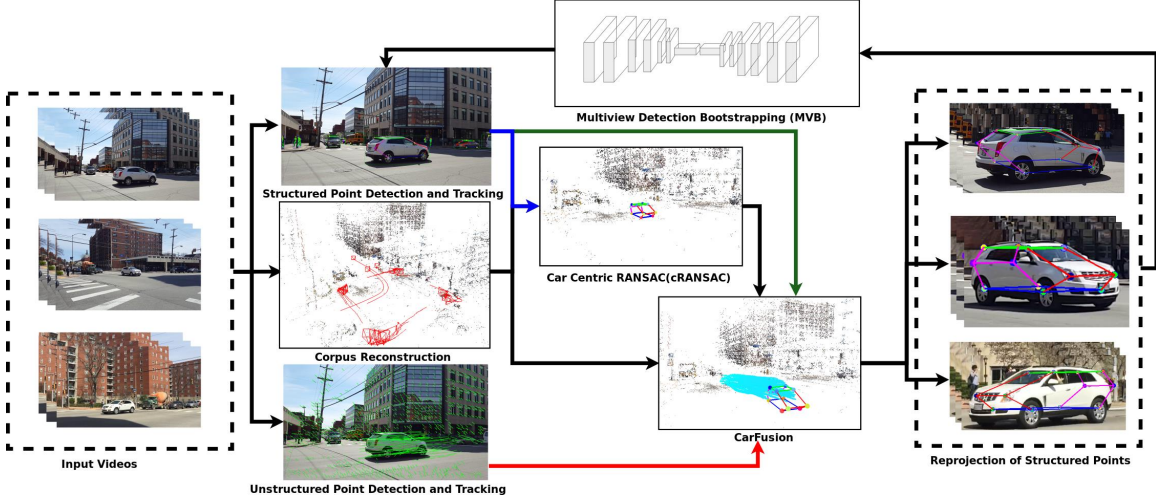 Multiview Detection Bootstrapping (MVB)
Structured Point Detection and Tracking
Car Centric RANSAC(cRANSAC)
Corpus Reconstruction
CarFusion
Input Videos
Reprojection of Structured Points
Unstructured Point Detection and Tracking